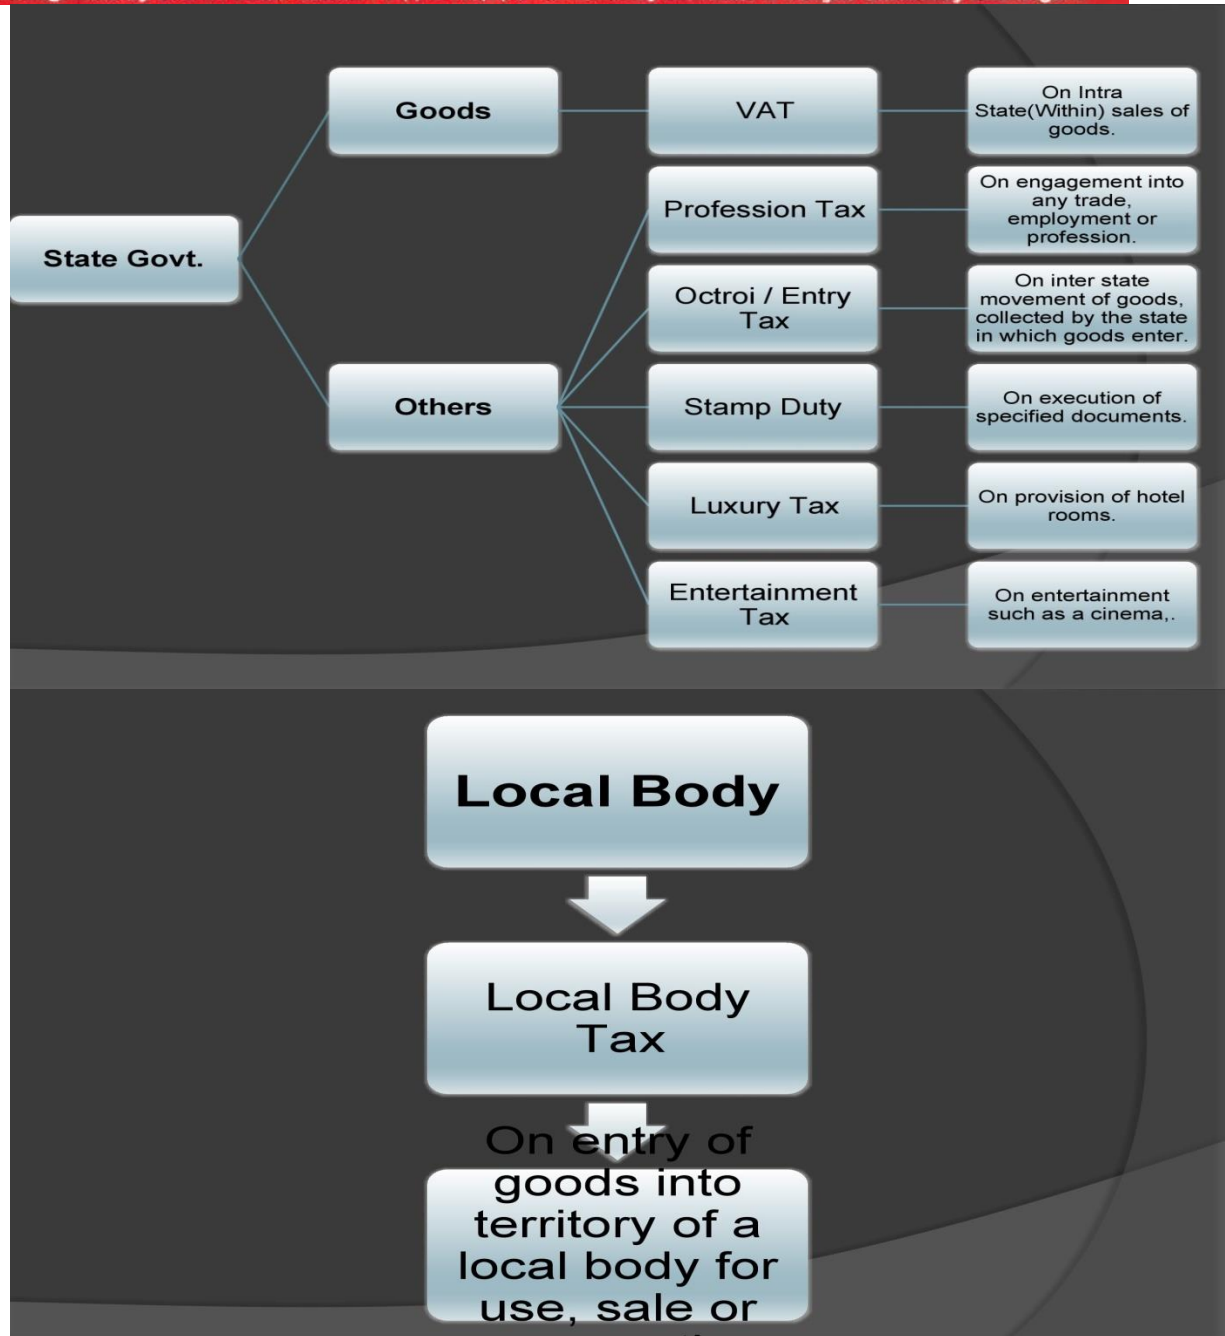 Goods
VAT
On Intra
State(Within) sales of
goods.
Profession Tax
On engagement into
any trade,
employment or
profession.
State Govt.
Octroi / Entry
Tax
On inter state
movement of goods,
collected by the state
in which goods enter.
Others
Stamp Duty
On execution of
specified documents.
Luxury Tax
On provision of hotel
rooms.
Entertainment
Tax
On entertainment
such as a cinema,.
Local Body
Local Body
Tax
On entry of
goods into
territory of a
local body for
use, sale or